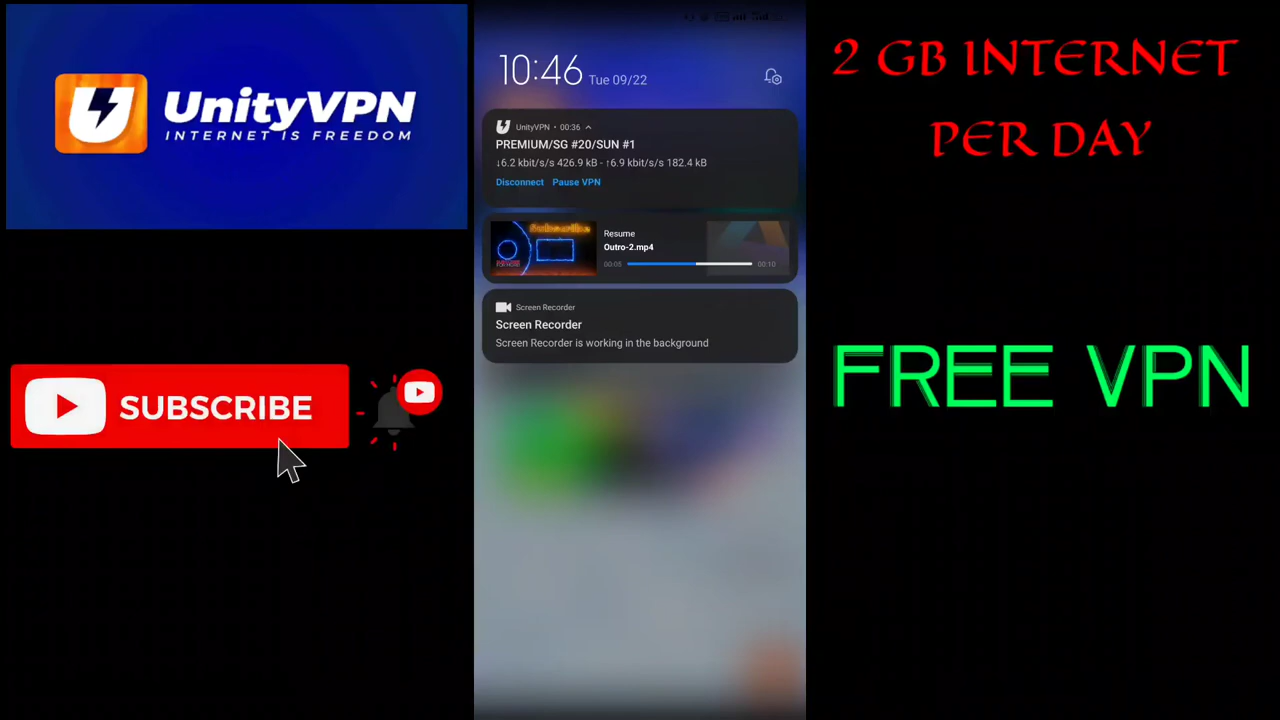 UnityVPN
INTERNET IS FREEDOM
SUBSCRIBE
10:46 Tue 09/22
UnityVPN • 00:36
PREMIUM/SG #20/SUN #1
↓6.2 kbit/s/s 426.9 kB - ↑6.9 kbit/s/s 182.4 kB
Disconnect Pause VPN
Subscribe
Resume
Outro-2.mp4
00:05 00:10
Screen Recorder
Screen Recorder
Screen Recorder is working in the background
2 GB INTERNET
PER DAY
FREE VPN